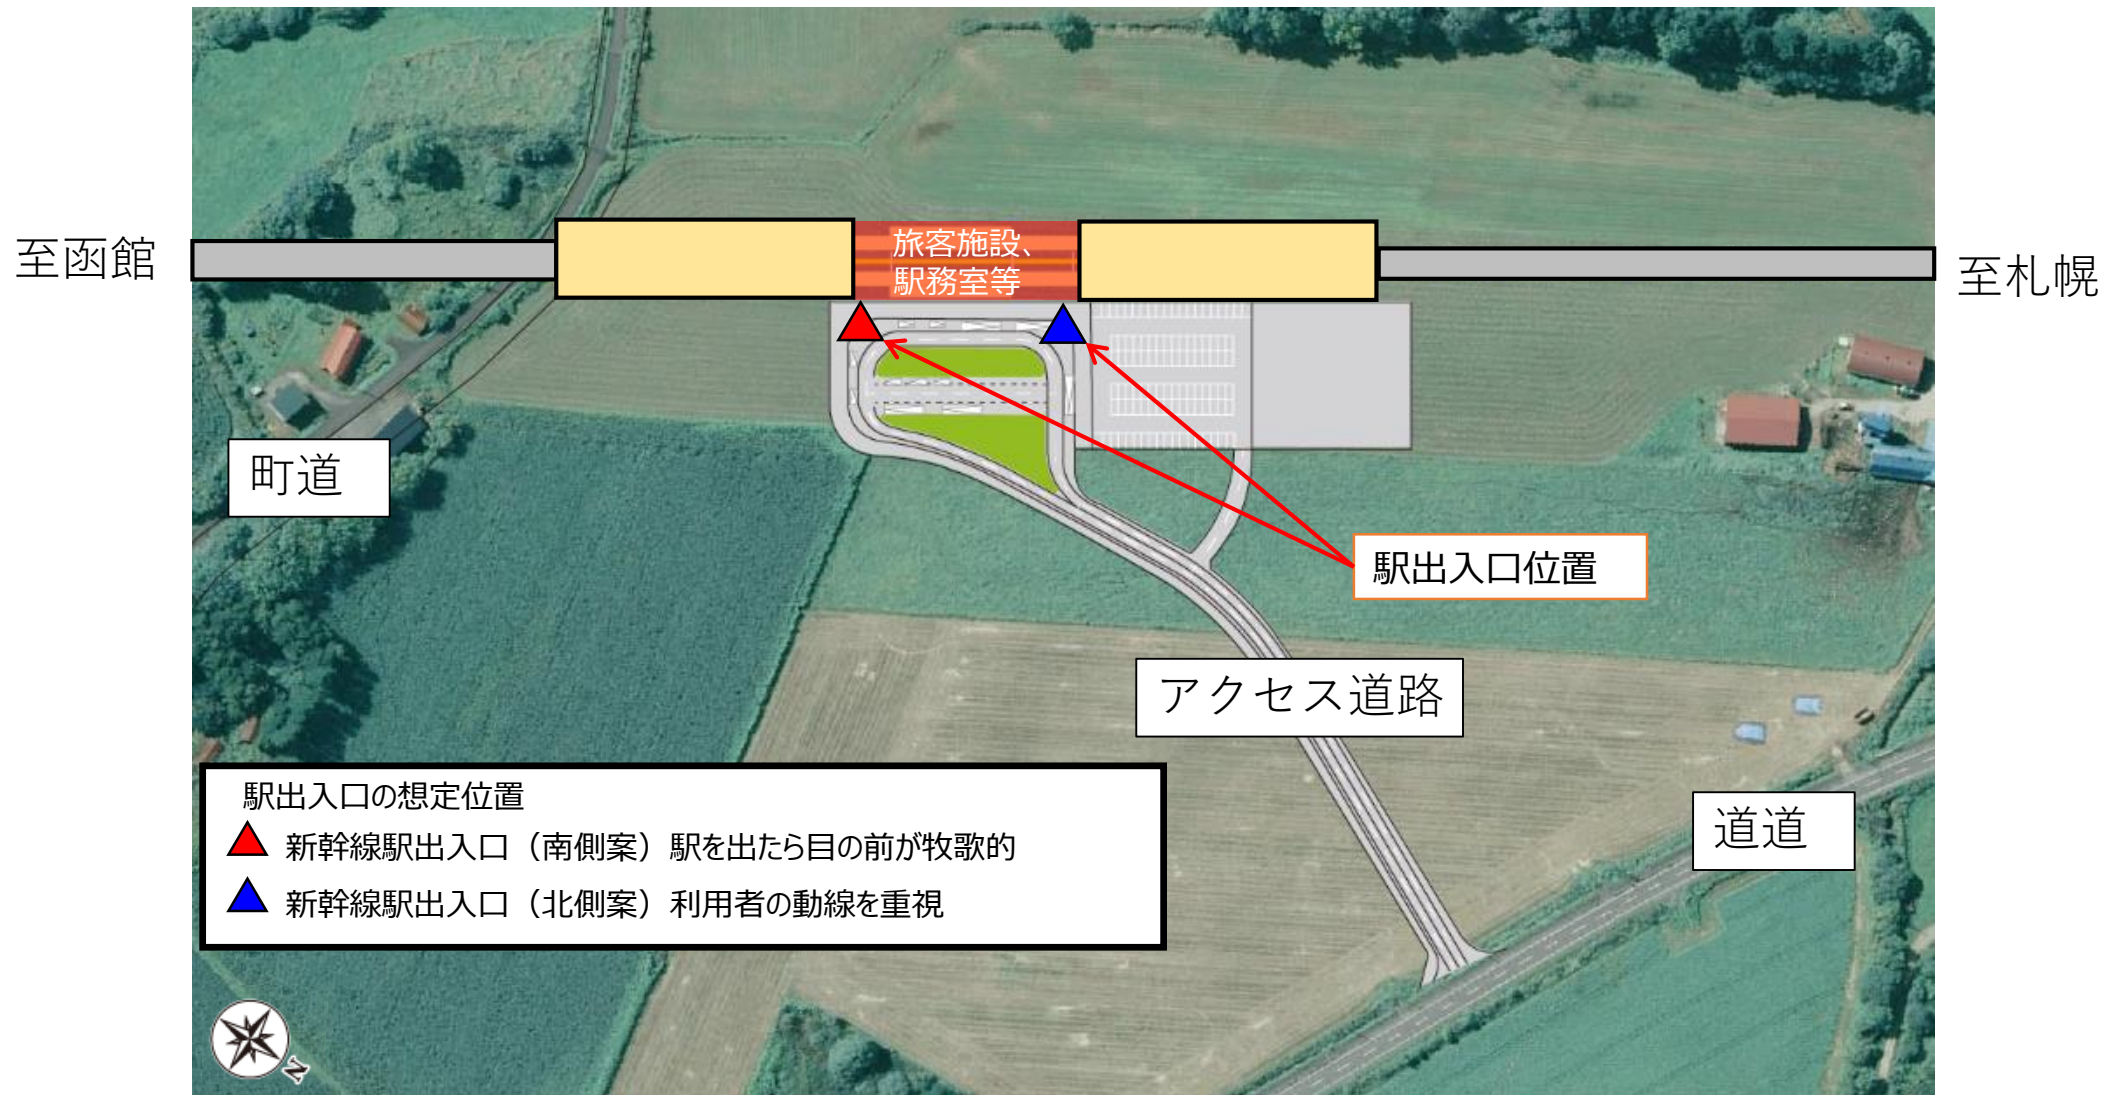 至函館
旅客施設、
駅務室等
至札幌
町道
駅出入口位置
アクセス道路
道道
駅出入口の想定位置
新幹線駅出入口（南側案）駅を出たら目の前が牧歌的
新幹線駅出入口（北側案）利用者の動線を重視
N